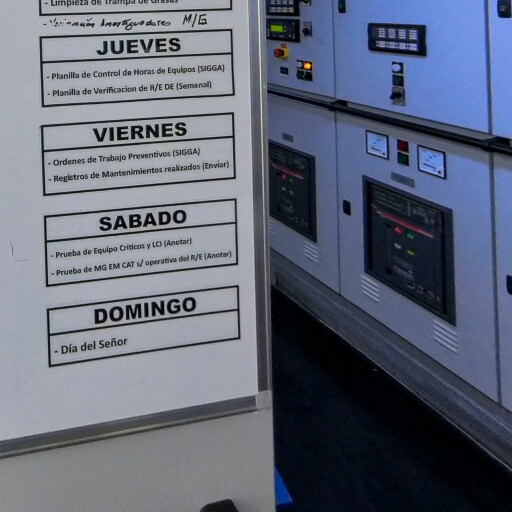 - Limpieza de Trampa de Grasas
Amortiguadores M/G
JUEVES
- Planilla de Control de Horas de Equipos (SIGGA)
- Planilla de Verificacion de R/E DE (Semanal)
VIERNES
- Ordenes de Trabajo Preventivos (SIGGA)
- Registros de Mantenimientos realizados (Enviar)
SABADO
- Prueba de Equipo Criticos y LCI (Anotar)
- Prueba de MG EM CAT s/ operativa del R/E (Anotar)
DOMINGO
- Día del Señor